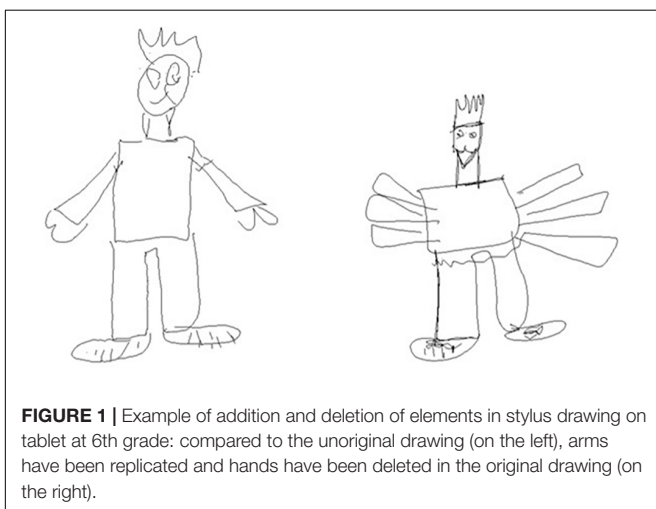 FIGURE 1 | Example of addition and deletion of elements in stylus drawing on
tablet at 6th grade: compared to the unoriginal drawing (on the left), arms
have been replicated and hands have been deleted in the original drawing (on
the right).